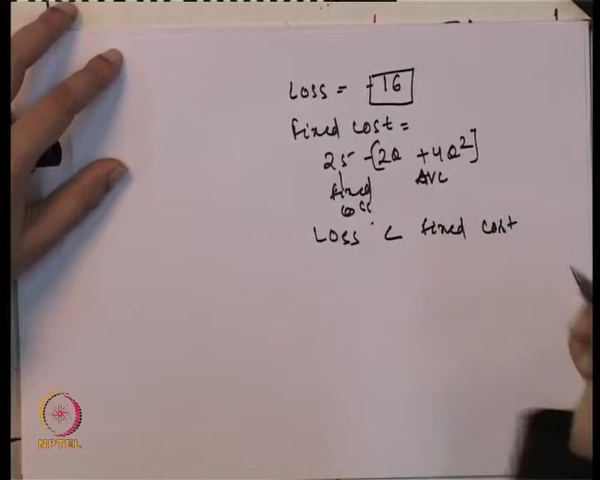 Loss = -16
fixed cost =
25 - [2Q + 4Q²]
fixed AVC
cost
Loss < fixed cost
NPTEL